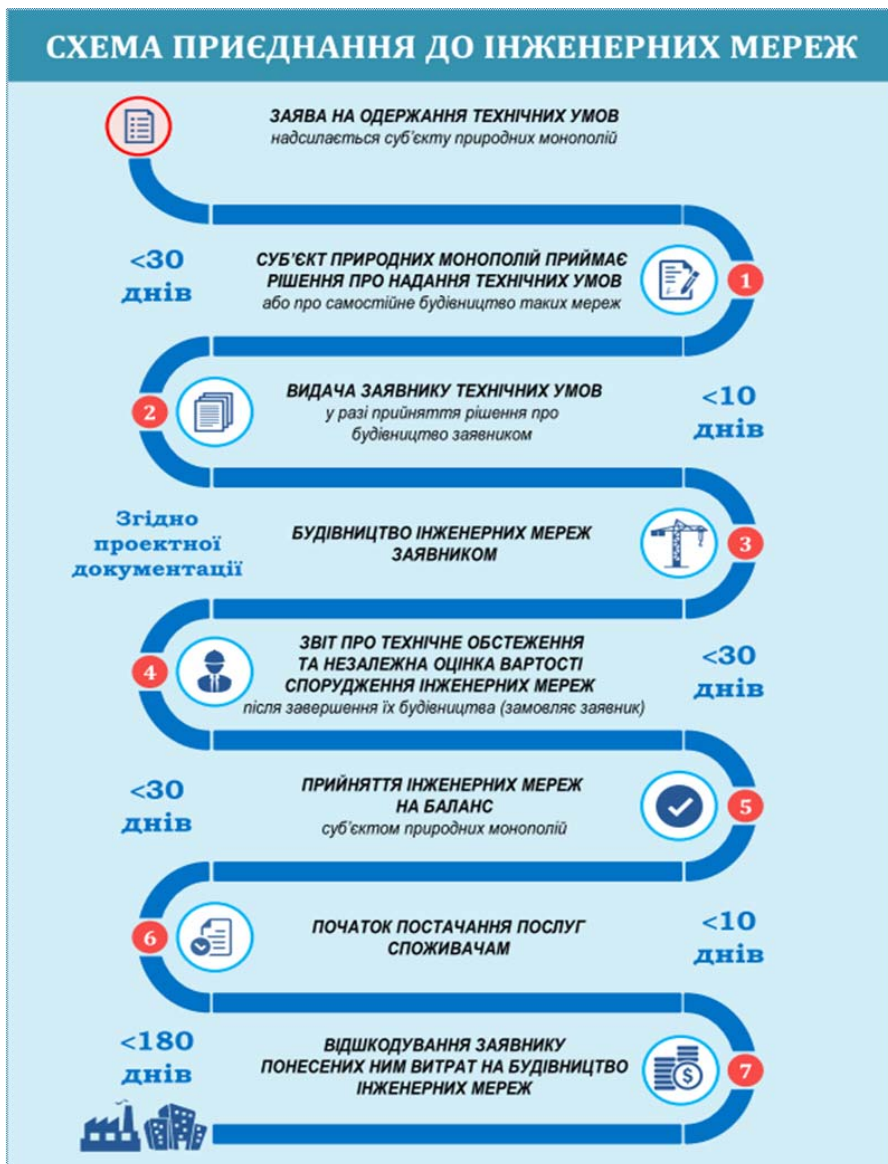 СХЕМА ПРИЄДНАННЯ ДО ІНЖЕНЕРНИХ МЕРЕЖ
ЗАЯВА НА ОДЕРЖАННЯ ТЕХНІЧНИХ УМОВ
надсилається суб'єкту природних монополій
<30
днів
СУБ'ЄКТ ПРИРОДНИХ МОНОПОЛІЙ ПРИЙМАЄ
РІШЕННЯ ПРО НАДАННЯ ТЕХНІЧНИХ УМОВ
або про самостійне будівництво таких мереж
1
2
ВИДАЧА ЗАЯВНИКУ ТЕХНІЧНИХ УМОВ
у разі прийняття рішення про
будівництво заявником
<10
днів
Згідно
проектної
документації
БУДІВНИЦТВО ІНЖЕНЕРНИХ МЕРЕЖ
ЗАЯВНИКОМ
3
4
ЗВІТ ПРО ТЕХНІЧНЕ ОБСТЕЖЕННЯ
ТА НЕЗАЛЕЖНА ОЦІНКА ВАРТОСТІ
СПОРУДЖЕННЯ ІНЖЕНЕРНИХ МЕРЕЖ
після завершення їх будівництва (замовляє заявник)
<30
днів
<30
днів
ПРИЙНЯТТЯ ІНЖЕНЕРНИХ МЕРЕЖ
НА БАЛАНС
суб'єктом природних монополій
5
6
ПОЧАТОК ПОСТАЧАННЯ ПОСЛУГ
СПОЖИВАЧАМ
<10
днів
<180
днів
ВІДШКОДУВАННЯ ЗАЯВНИКУ
ПОНЕСЕНИХ НИМ ВИТРАТ НА БУДІВНИЦТВО
ІНЖЕНЕРНИХ МЕРЕЖ
$
7